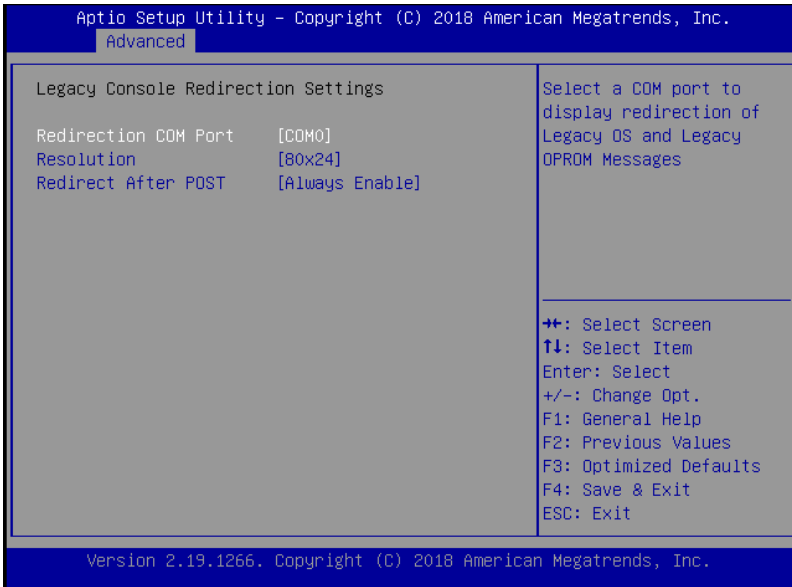 Aptio Setup Utility – Copyright (C) 2018 American Megatrends, Inc.
Advanced
Legacy Console Redirection Settings
Redirection COM Port [COM0]
Resolution [80x24]
Redirect After POST [Always Enable]
Select a COM port to
display redirection of
Legacy OS and Legacy
OPROM Messages
→←: Select Screen
↑↓: Select Item
Enter: Select
+/-: Change Opt.
F1: General Help
F2: Previous Values
F3: Optimized Defaults
F4: Save & Exit
ESC: Exit
Version 2.19.1266. Copyright (C) 2018 American Megatrends, Inc.